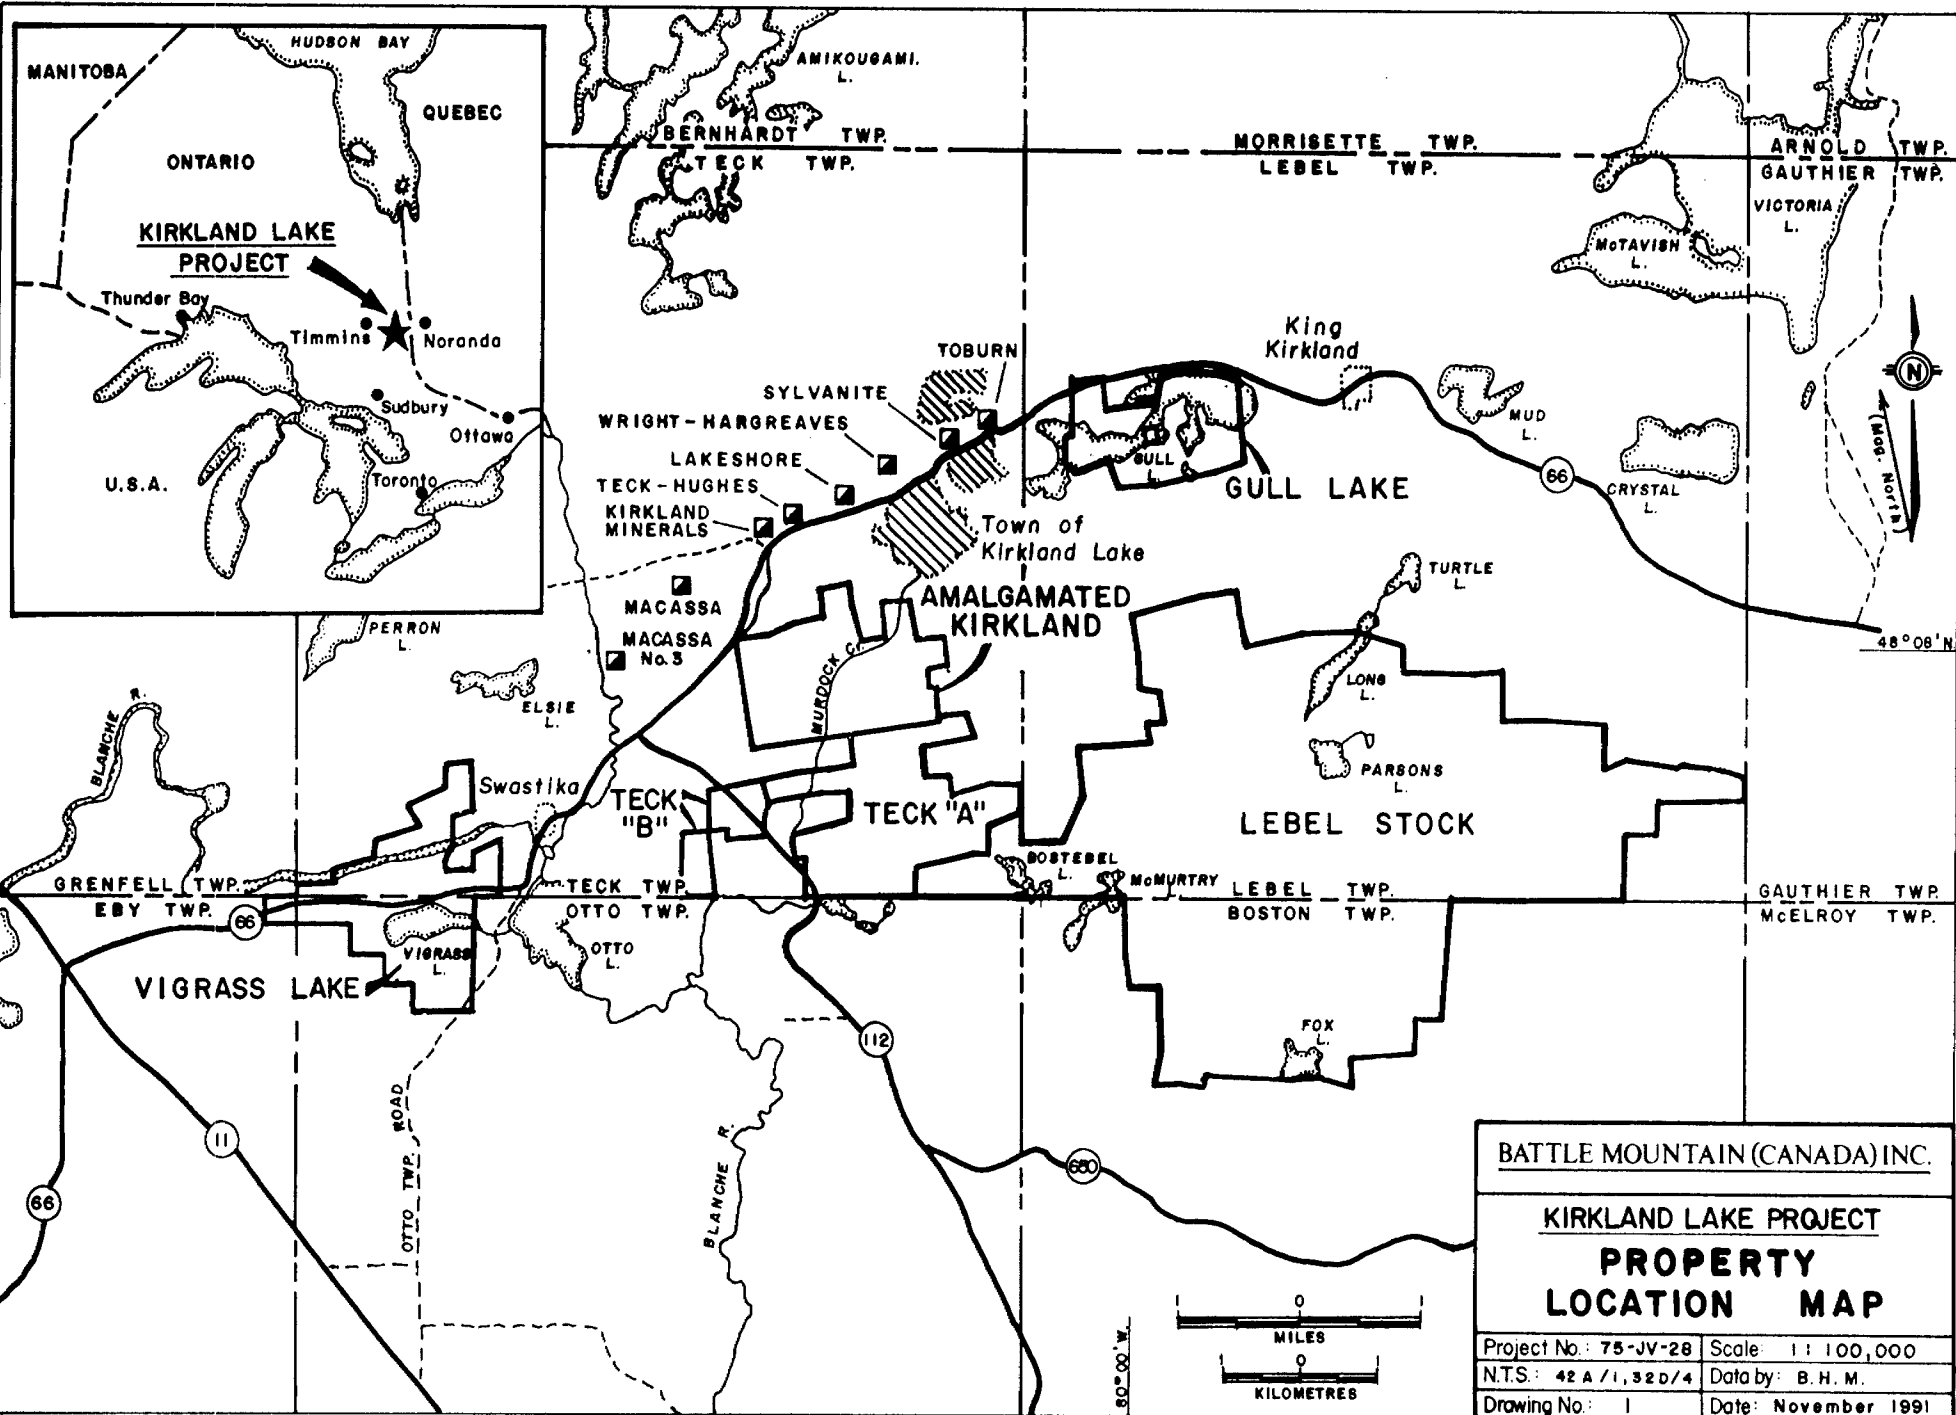 HUDSON BAY
MANITOBA
QUEBEC
ONTARIO
KIRKLAND LAKE
PROJECT
Thunder Bay
Timmins
Noranda
Sudbury
Ottawa
U.S.A.
Toronto
AMIKOUGAMI.
L.
BERNHARDT TWP.
TECK TWP.
MORRISETTE TWP.
LEBEL TWP.
ARNOLD TWP.
GAUTHIER TWP.
VICTORIA
L.
McTAVISH
L.
King
Kirkland
TOBURN
SYLVANITE
WRIGHT-HARGREAVES
LAKESHORE
TECK-HUGHES
KIRKLAND
MINERALS
MACASSA
MACASSA
No.3
GULL
L.
GULL LAKE
MUD
L.
66
CRYSTAL
L.
N
(Mag. North)
Town of
Kirkland Lake
AMALGAMATED
KIRKLAND
TURTLE
L.
48°08'N
PERRON
L.
ELSIE
L.
MURDOCK C.
LONG
L.
PARSONS
L.
BLANCHE R.
Swastika
TECK
"B"
TECK "A"
LEBEL STOCK
BOSTEBEL
L.
McMURTRY
L.
GRENFELL TWP.
EBY TWP.
TECK TWP.
OTTO TWP.
LEBEL TWP.
BOSTON TWP.
GAUTHIER TWP.
McELROY TWP.
66
VIGRASS
L.
OTTO
L.
VIGRASS LAKE
FOX
L.
112
OTTO TWP. ROAD
11
BLANCHE R.
680
66
80°00'W.
1 0 1
MILES
1 0 1
KILOMETRES
BATTLE MOUNTAIN (CANADA) INC.
KIRKLAND LAKE PROJECT
PROPERTY
LOCATION MAP
Project No.: 75-JV-28 Scale: 1:100,000
N.T.S.: 42A/1,32D/4 Data by: B.H.M.
Drawing No.: 1 Date: November 1991